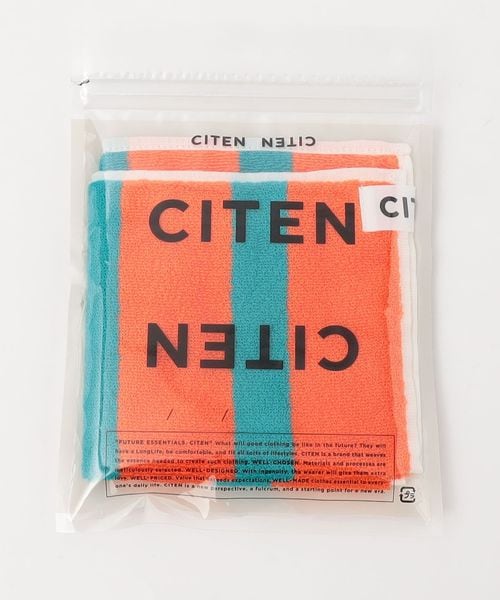 CITEN CITEN
CITEN
CIT
CITEN
/ /
"FUTURE ESSENTIALS, CITEN" What will good clothing be like in the future? They will
have a LongLife, be comfortable, and fit all sorts of lifestyles. CITEN is a brand that weaves
the essence needed to create such clothing. WELL-CHOSEN. Materials and processes are
meticulously selected. WELL-DESIGNED. With ingenuity, the wearer will give them extra
love. WELL-PRICED. Value that exceeds expectations. WELL-MADE clothes essential to every-
one's daily life. CITEN is a new perspective, a fulcrum, and a starting point for a new era.
プラ